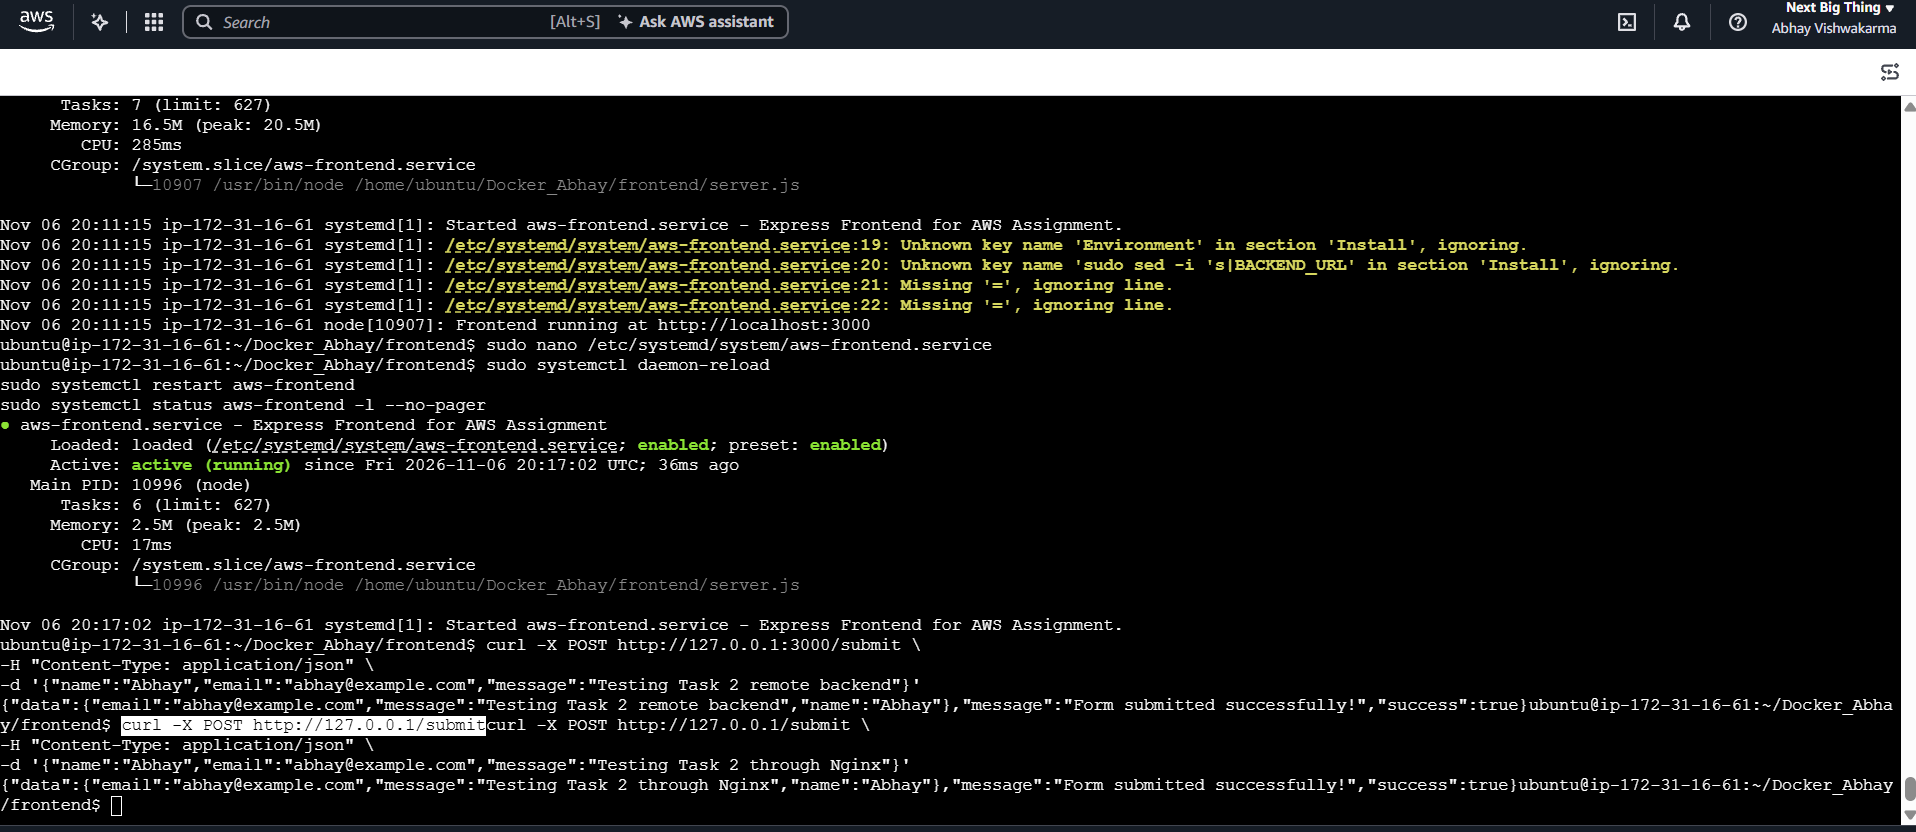 aws
Search [Alt+S] Ask AWS assistant
Next Big Thing ▼
Abhay Vishwakarma
Tasks: 7 (limit: 627)
Memory: 16.5M (peak: 20.5M)
CPU: 285ms
CGroup: /system.slice/aws-frontend.service
└─10907 /usr/bin/node /home/ubuntu/Docker_Abhay/frontend/server.js
Nov 06 20:11:15 ip-172-31-16-61 systemd[1]: Started aws-frontend.service - Express Frontend for AWS Assignment.
Nov 06 20:11:15 ip-172-31-16-61 systemd[1]: /etc/systemd/system/aws-frontend.service:19: Unknown key name 'Environment' in section 'Install', ignoring.
Nov 06 20:11:15 ip-172-31-16-61 systemd[1]: /etc/systemd/system/aws-frontend.service:20: Unknown key name 'sudo sed -i 's|BACKEND_URL' in section 'Install', ignoring.
Nov 06 20:11:15 ip-172-31-16-61 systemd[1]: /etc/systemd/system/aws-frontend.service:21: Missing '=', ignoring line.
Nov 06 20:11:15 ip-172-31-16-61 systemd[1]: /etc/systemd/system/aws-frontend.service:22: Missing '=', ignoring line.
Nov 06 20:11:15 ip-172-31-16-61 node[10907]: Frontend running at http://localhost:3000
ubuntu@ip-172-31-16-61:~/Docker_Abhay/frontend$ sudo nano /etc/systemd/system/aws-frontend.service
ubuntu@ip-172-31-16-61:~/Docker_Abhay/frontend$ sudo systemctl daemon-reload
sudo systemctl restart aws-frontend
sudo systemctl status aws-frontend -l --no-pager
● aws-frontend.service - Express Frontend for AWS Assignment
Loaded: loaded (/etc/systemd/system/aws-frontend.service; enabled; preset: enabled)
Active: active (running) since Fri 2026-11-06 20:17:02 UTC; 36ms ago
Main PID: 10996 (node)
Tasks: 6 (limit: 627)
Memory: 2.5M (peak: 2.5M)
CPU: 17ms
CGroup: /system.slice/aws-frontend.service
└─10996 /usr/bin/node /home/ubuntu/Docker_Abhay/frontend/server.js
Nov 06 20:17:02 ip-172-31-16-61 systemd[1]: Started aws-frontend.service - Express Frontend for AWS Assignment.
ubuntu@ip-172-31-16-61:~/Docker_Abhay/frontend$ curl -X POST http://127.0.0.1:3000/submit \
-H "Content-Type: application/json" \
-d '{"name":"Abhay","email":"abhay@example.com","message":"Testing Task 2 remote backend"}'
{"data":{"email":"abhay@example.com","message":"Testing Task 2 remote backend","name":"Abhay"},"message":"Form submitted successfully!","success":true}ubuntu@ip-172-31-16-61:~/Docker_Abha
y/frontend$ curl -X POST http://127.0.0.1/submitcurl -X POST http://127.0.0.1/submit \
-H "Content-Type: application/json" \
-d '{"name":"Abhay","email":"abhay@example.com","message":"Testing Task 2 through Nginx"}'
{"data":{"email":"abhay@example.com","message":"Testing Task 2 through Nginx","name":"Abhay"},"message":"Form submitted successfully!","success":true}ubuntu@ip-172-31-16-61:~/Docker_Abhay
/frontend$